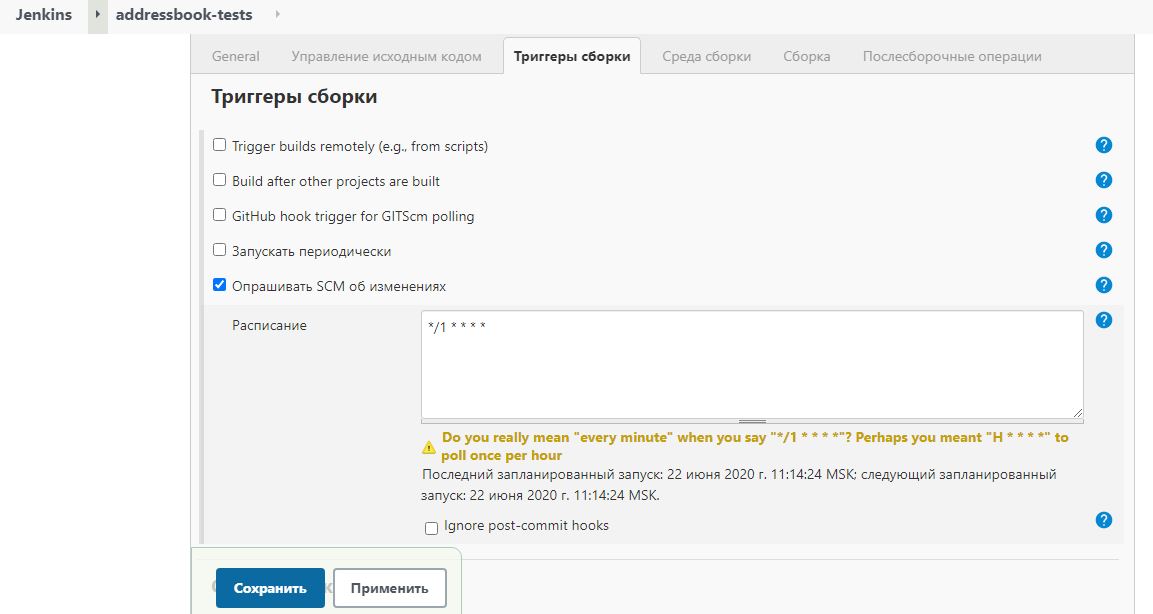 Jenkins addressbook-tests
General Управление исходным кодом Триггеры сборки Среда сборки Сборка Послесборочные операции
Триггеры сборки
Trigger builds remotely (e.g., from scripts) ?
Build after other projects are built ?
GitHub hook trigger for GITScm polling ?
Запускать периодически ?
Опрашивать SCM об изменениях ?
Расписание */1 * * * * ?
Do you really mean "every minute" when you say "*/1 * * * *"? Perhaps you meant "H * * * *" to
poll once per hour
Последний запланированный запуск: 22 июня 2020 г. 11:14:24 MSK; следующий запланированный
запуск: 22 июня 2020 г. 11:14:24 MSK.
Ignore post-commit hooks ?
Сохранить Применить